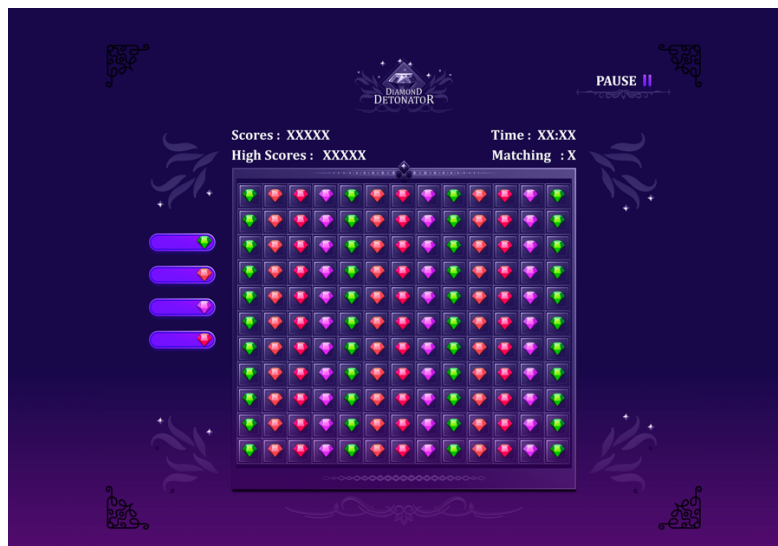 DIAMOND
DETONATOR
PAUSE
Scores : XXXXX
Time : XX:XX
High Scores : XXXXX
Matching : X